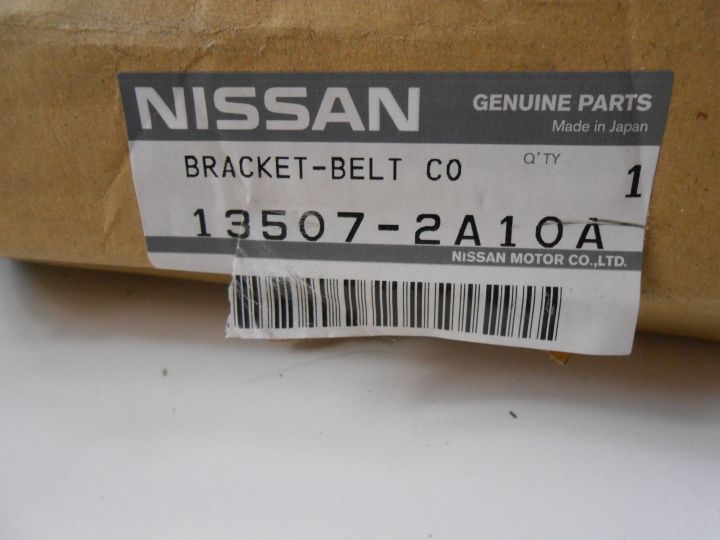 NISSAN GENUINE PARTS
Made in Japan
BRACKET-BELT CO Q'TY 1
13507-2A10A
NISSAN MOTOR CO.,LTD.